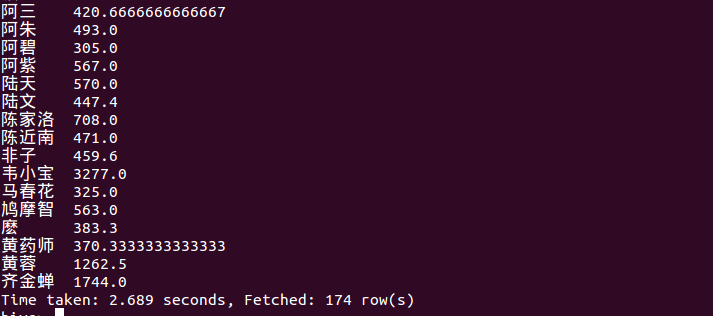 阿三 420.6666666666667
阿朱 493.0
阿碧 305.0
阿紫 567.0
陆天 570.0
陆文 447.4
陈家洛 708.0
陈近南 471.0
非子 459.6
韦小宝 3277.0
马春花 325.0
鸠摩智 563.0
麽 383.3
黄药师 370.3333333333333
黄蓉 1262.5
齐金蝉 1744.0
Time taken: 2.689 seconds, Fetched: 174 row(s)